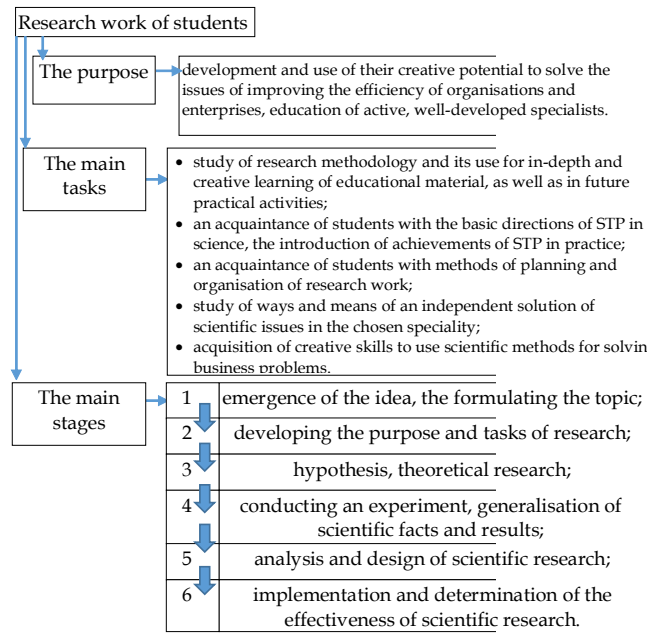 Research work of students
The purpose
development and use of their creative potential to solve the
issues of improving the efficiency of organisations and
enterprises, education of active, well-developed specialists.
The main
tasks
• study of research methodology and its use for in-depth and
creative learning of educational material, as well as in future
practical activities;
• an acquaintance of students with the basic directions of STP in
science, the introduction of achievements of STP in practice;
• an acquaintance of students with methods of planning and
organisation of research work;
• study of ways and means of an independent solution of
scientific issues in the chosen speciality;
• acquisition of creative skills to use scientific methods for solvin
business problems.
The main
stages
1 emergence of the idea, the formulating the topic;
2 developing the purpose and tasks of research;
3 hypothesis, theoretical research;
4 conducting an experiment, generalisation of
scientific facts and results;
5 analysis and design of scientific research;
6 implementation and determination of the
effectiveness of scientific research.